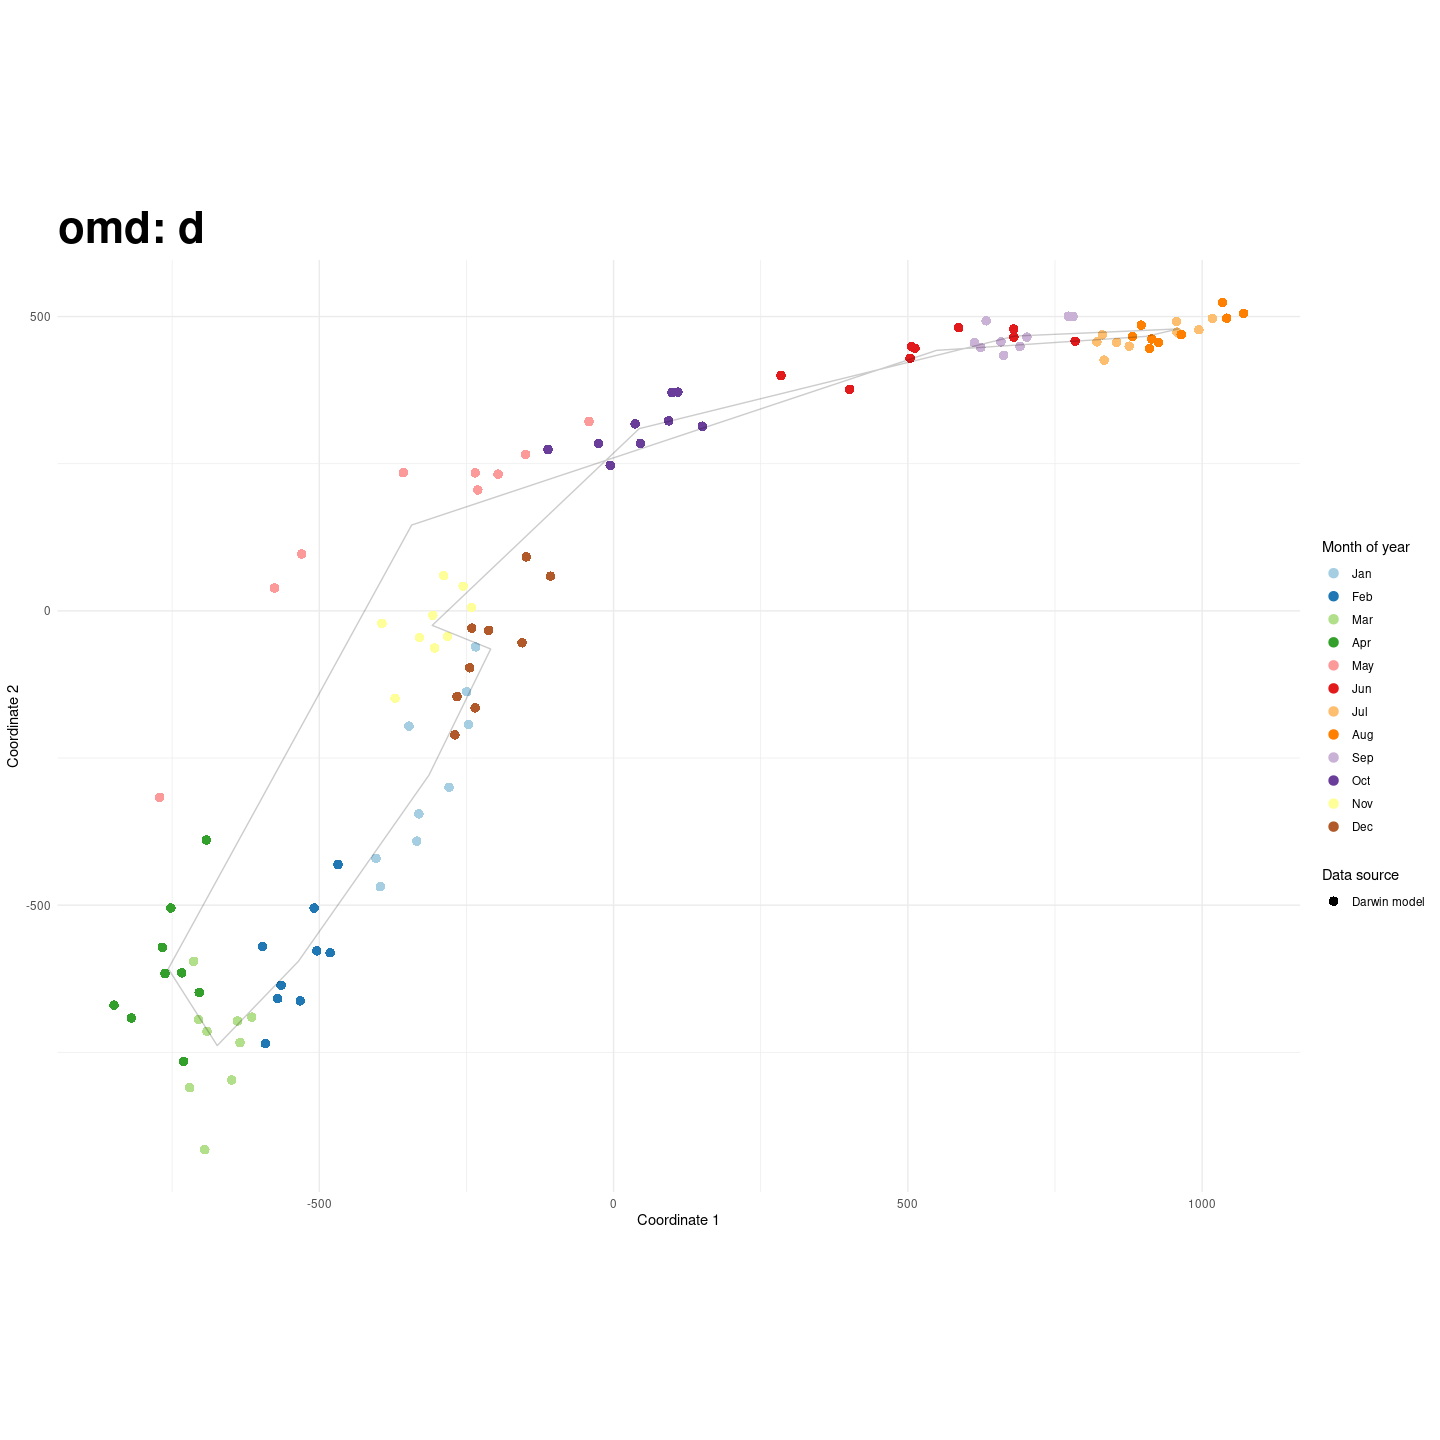 omd: d
500
0
-500
Coordinate 2
-500
0
500
1000
Coordinate 1
Month of year
Jan
Feb
Mar
Apr
May
Jun
Jul
Aug
Sep
Oct
Nov
Dec
Data source
Darwin model